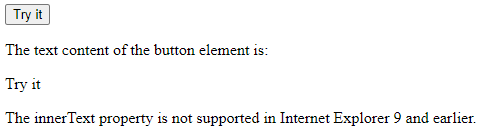 Try it
The text content of the button element is:
Try it
The innerText property is not supported in Internet Explorer 9 and earlier.